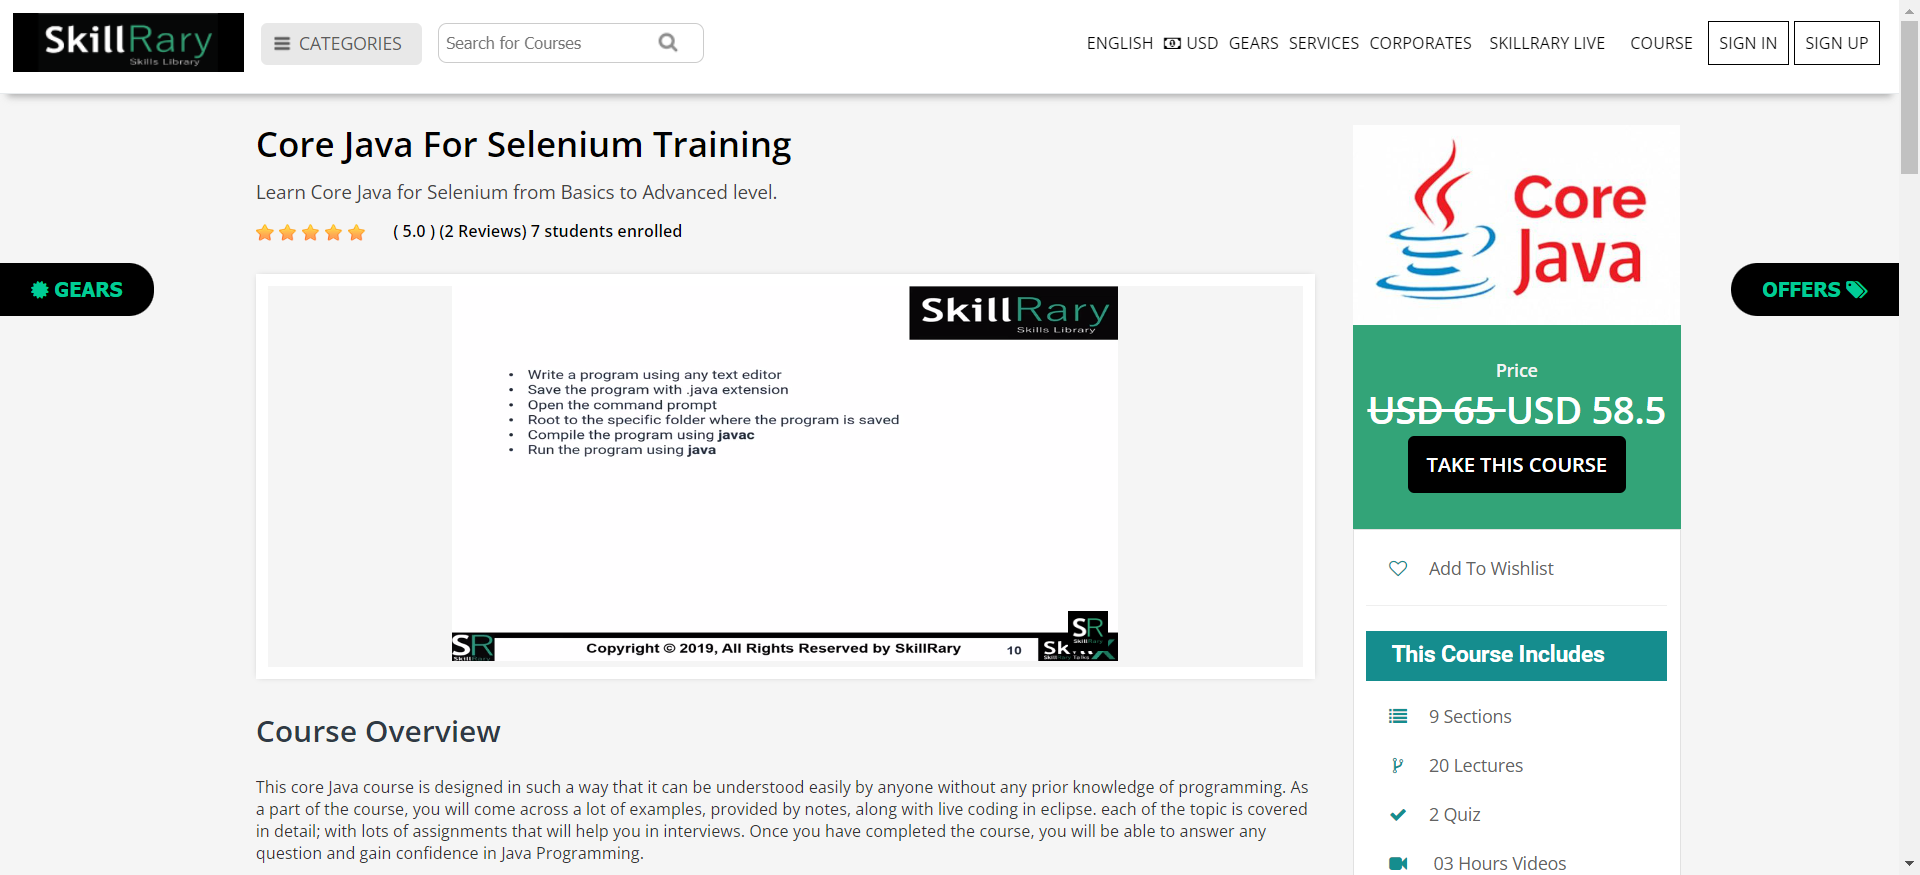 SkillRary
Skills Library
CATEGORIES
Search for Courses
ENGLISH USD GEARS SERVICES CORPORATES SKILLRARY LIVE COURSE SIGN IN SIGN UP
Core Java For Selenium Training
Learn Core Java for Selenium from Basics to Advanced level.
( 5.0 ) (2 Reviews) 7 students enrolled
GEARS
OFFERS
SkillRary
Skills Library
• Write a program using any text editor
• Save the program with .java extension
• Open the command prompt
• Root to the specific folder where the program is saved
• Compile the program using javac
• Run the program using java
SR
SkillRary
Copyright © 2019, All Rights Reserved by SkillRary
10
SR
SkillRary
Course Overview
This core Java course is designed in such a way that it can be understood easily by anyone without any prior knowledge of programming. As
a part of the course, you will come across a lot of examples, provided by notes, along with live coding in eclipse. each of the topic is covered
in detail; with lots of assignments that will help you in interviews. Once you have completed the course, you will be able to answer any
question and gain confidence in Java Programming.
Core
Java
Price
USD 65 USD 58.5
TAKE THIS COURSE
Add To Wishlist
This Course Includes
9 Sections
20 Lectures
2 Quiz
03 Hours Videos